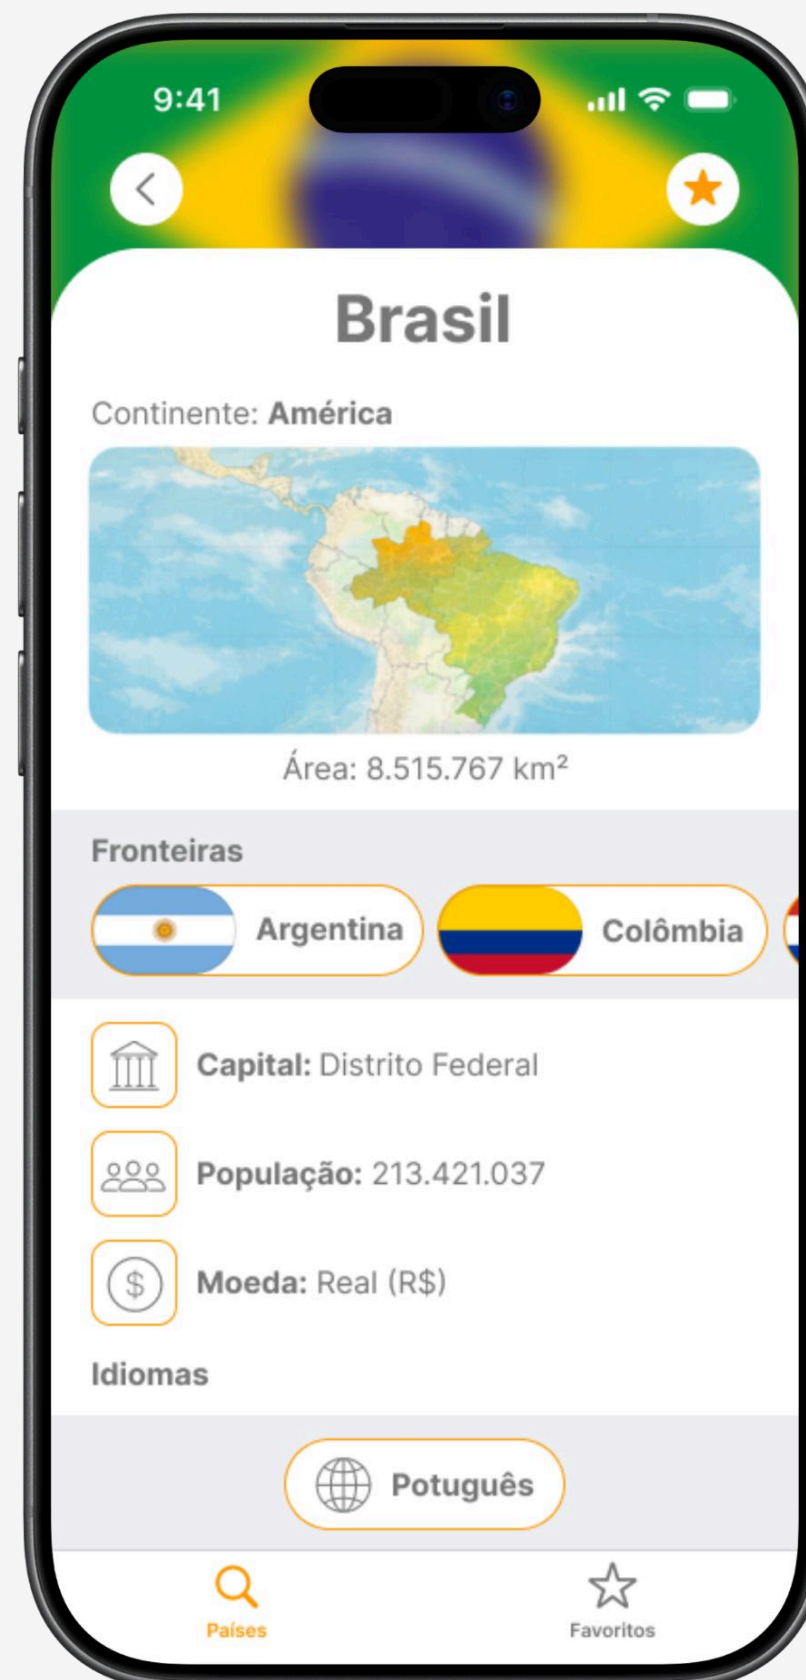 9:41
Brasil
Continente: América
Área: 8.515.767 km²
Fronteiras
Argentina
Colômbia
Capital: Distrito Federal
População: 213.421.037
Moeda: Real (R$)
Idiomas
Potuguês
Países
Favoritos